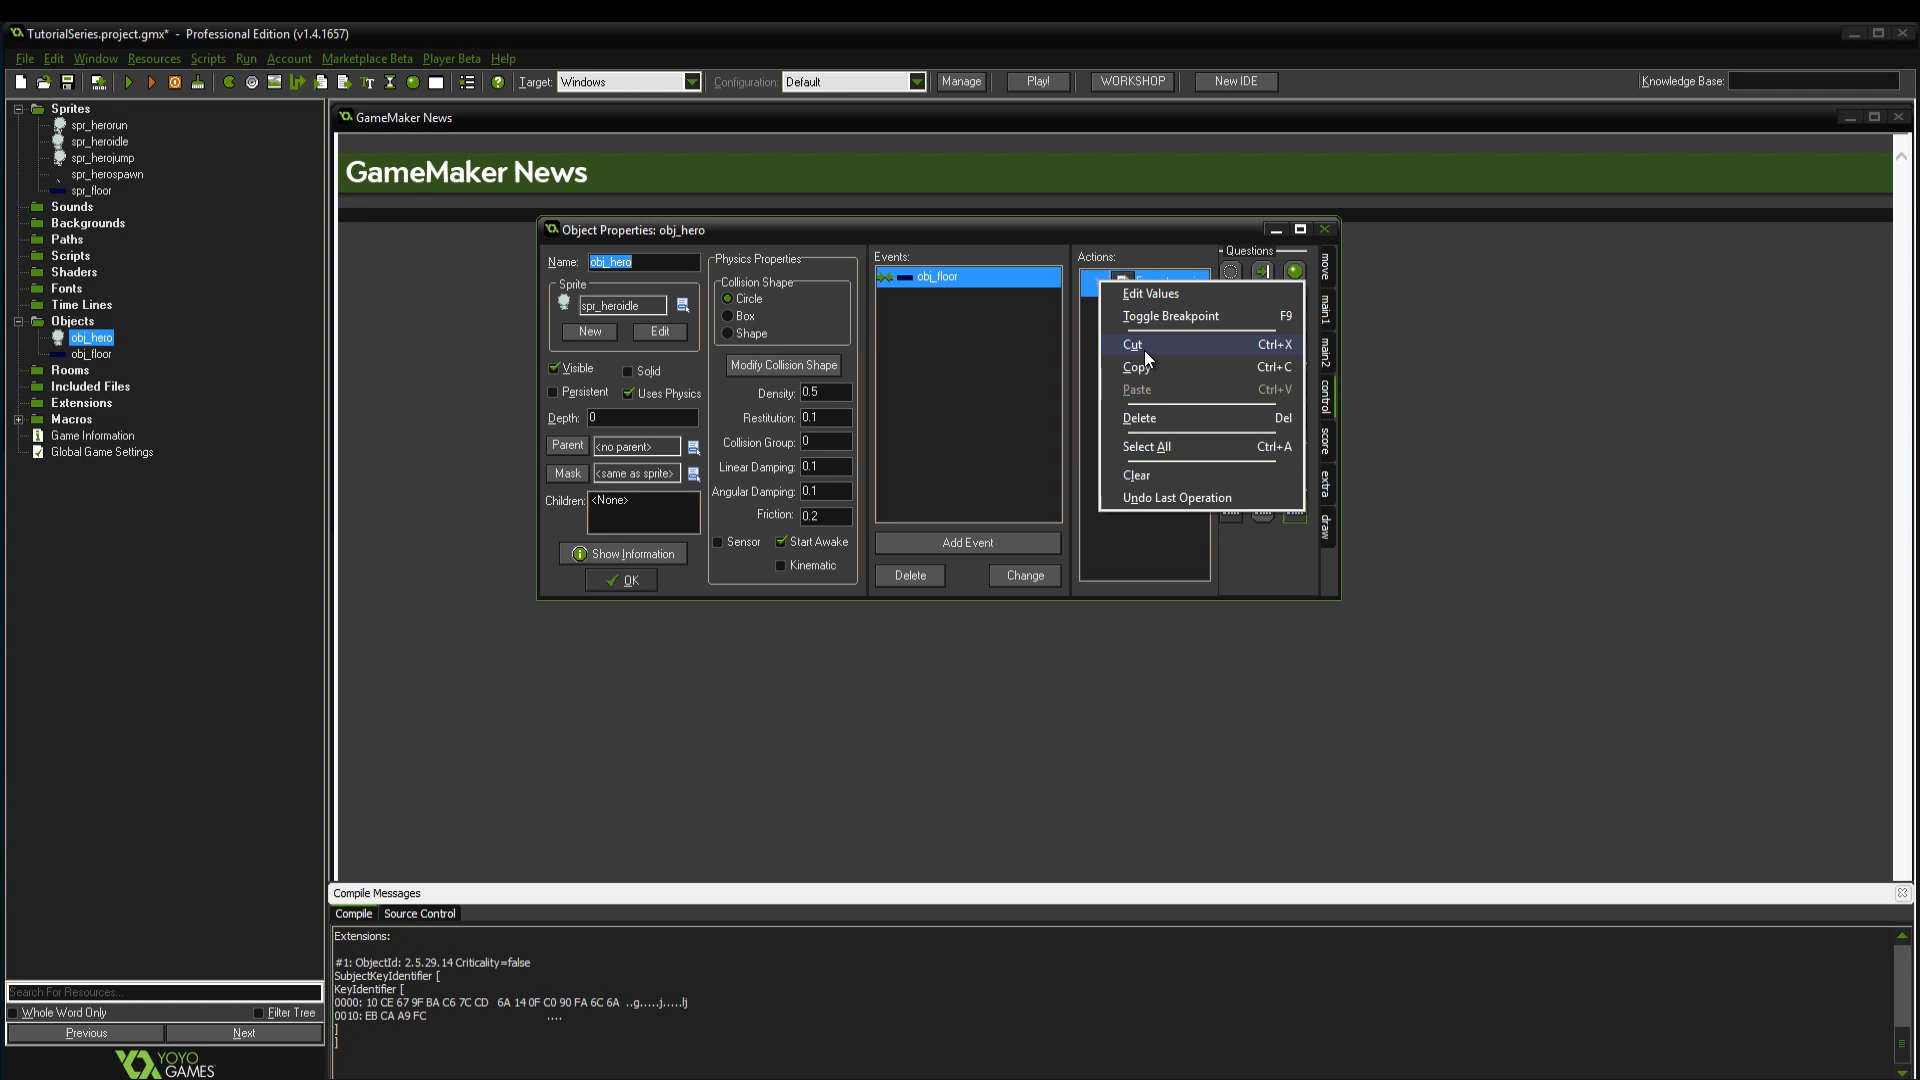 TutorialSeries.project.gmx* - Professional Edition (v1.4.1657)
File Edit Window Resources Scripts Run Account Marketplace Beta Player Beta Help
Target: Windows Configuration: Default Manage Play! WORKSHOP New IDE Knowledge Base:
Sprites
spr_herorun
spr_heroidle
spr_herojump
spr_herospawn
spr_floor
Sounds
Backgrounds
Paths
Scripts
Shaders
Fonts
Time Lines
Objects
obj_hero
obj_floor
Rooms
Included Files
Extensions
Macros
Game Information
Global Game Settings
Search For Resources...
Whole Word Only Filter Tree
Previous Next
YOYO
GAMES
GameMaker News
GameMaker News
Object Properties: obj_hero
Name: obj_hero
Sprite
spr_heroidle
New Edit
Visible Solid
Persistent Uses Physics
Depth: 0
Parent <no parent>
Mask <same as sprite>
Children: <None>
Show Information
OK
Physics Properties
Collision Shape
Circle
Box
Shape
Modify Collision Shape
Density: 0.5
Restitution: 0.1
Collision Group: 0
Linear Damping: 0.1
Angular Damping: 0.1
Friction: 0.2
Sensor Start Awake
Kinematic
Events:
obj_floor
Add Event
Delete Change
Actions:
Edit Values
Toggle Breakpoint F9
Cut Ctrl+X
Copy Ctrl+C
Paste Ctrl+V
Delete Del
Select All Ctrl+A
Clear
Undo Last Operation
Questions
move
main1
main2
control
score
extra
draw
Compile Messages
Compile Source Control
Extensions:
#1: ObjectId: 2.5.29.14 Criticality=false
SubjectKeyIdentifier [
KeyIdentifier [
0000: 10 CE 67 9F BA C6 7C CD 6A 14 0F C0 90 FA 6C 6A ..g.....j.....lj
0010: EB CA A9 FC ....
]
]